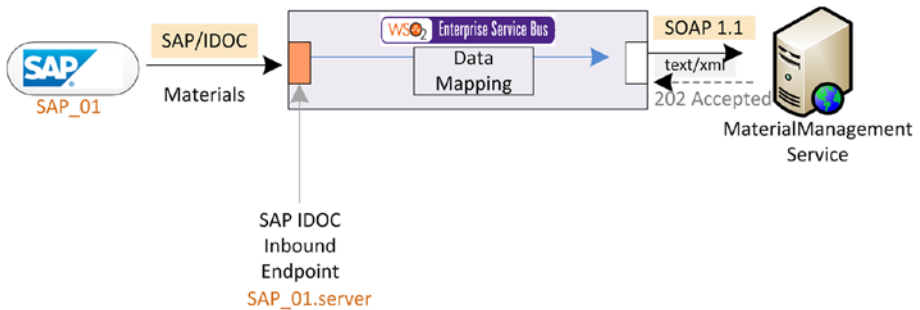 SAP
SAP_01
SAP/IDOC
Materials
WSO2 Enterprise Service Bus
Data
Mapping
SOAP 1.1
text/xml
202 Accepted
MaterialManagement
Service
SAP IDOC
Inbound
Endpoint
SAP_01.server